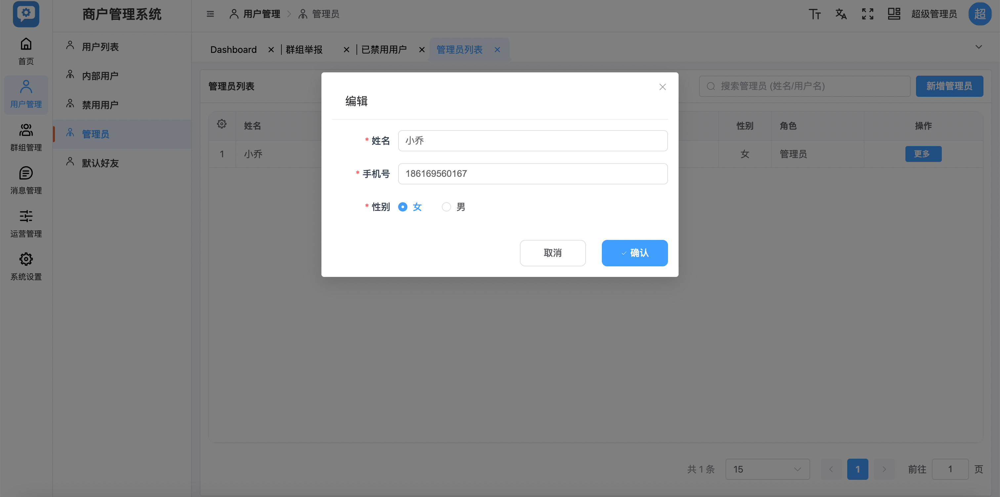 商户管理系统
用户管理
管理员
超级管理员
超
首页
用户管理
群组管理
消息管理
运营管理
系统设置
用户列表
内部用户
禁用用户
管理员
默认好友
Dashboard
群组举报
已禁用用户
管理员列表
管理员列表
搜索管理员 (姓名/用户名)
新增管理员
姓名
性别
角色
操作
1
小乔
女
管理员
更多
编辑
* 姓名
小乔
* 手机号
186169560167
* 性别
女
男
取消
确认
共 1 条
15
1
前往
1
页